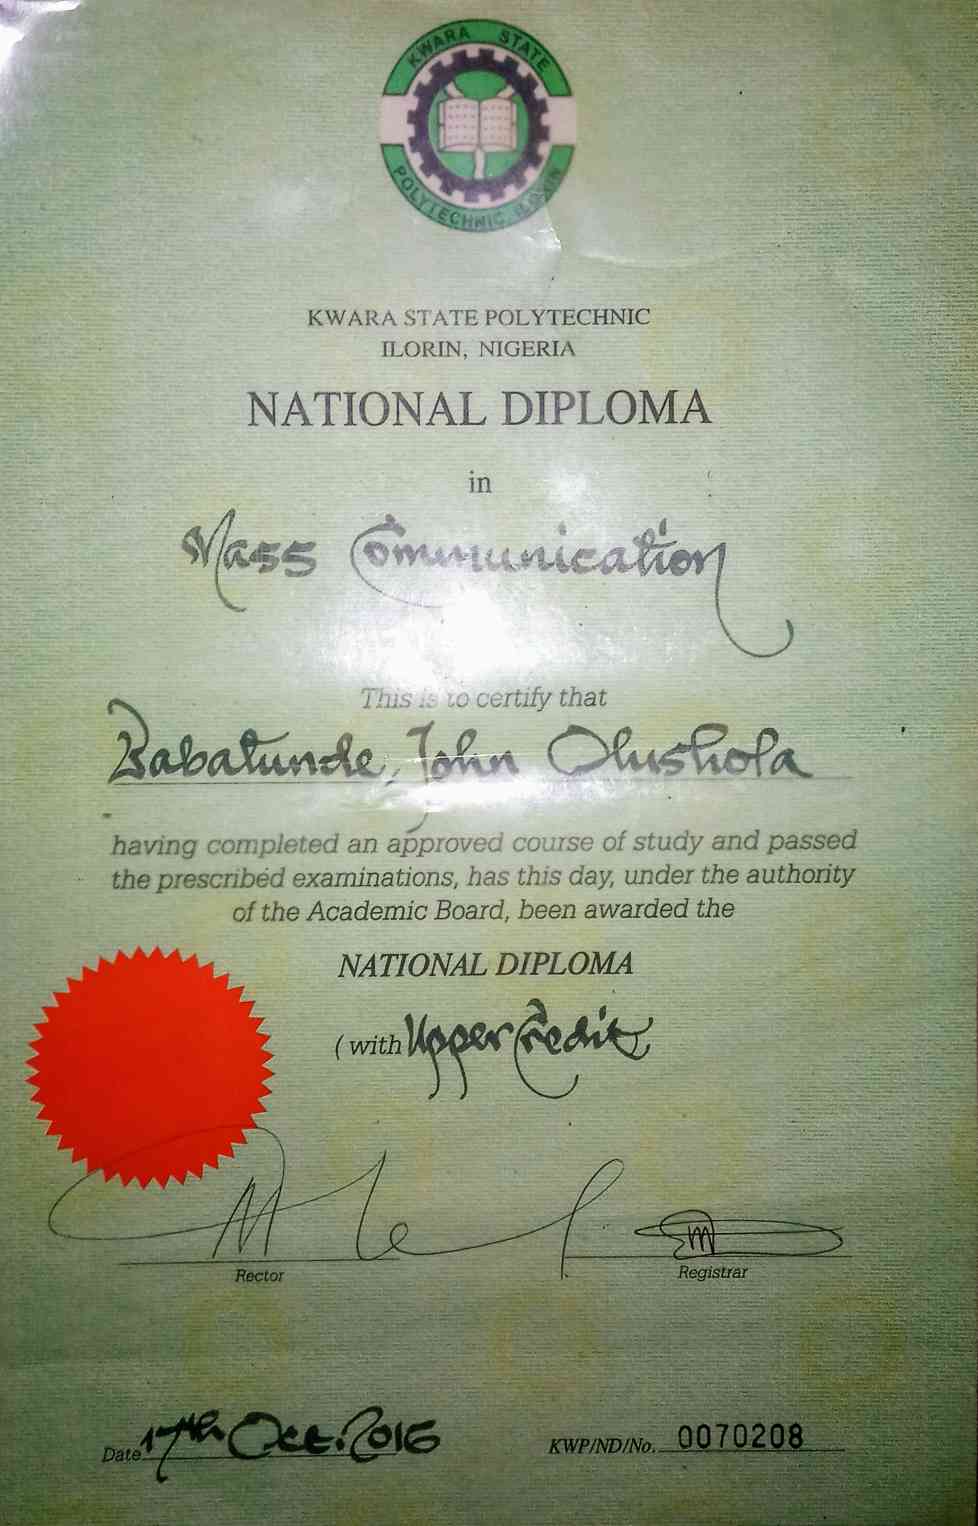 KWARA STATE
POLYTECHNIC ILORIN
KWARA STATE POLYTECHNIC
ILORIN, NIGERIA
NATIONAL DIPLOMA
in
Mass Communication
This is to certify that
Babatunde, John Olushola
having completed an approved course of study and passed
the prescribed examinations, has this day, under the authority
of the Academic Board, been awarded the
NATIONAL DIPLOMA
(with Upper Credit
Rector
Registrar
Date 17th Oct. 2016
KWP/ND/No. 0070208